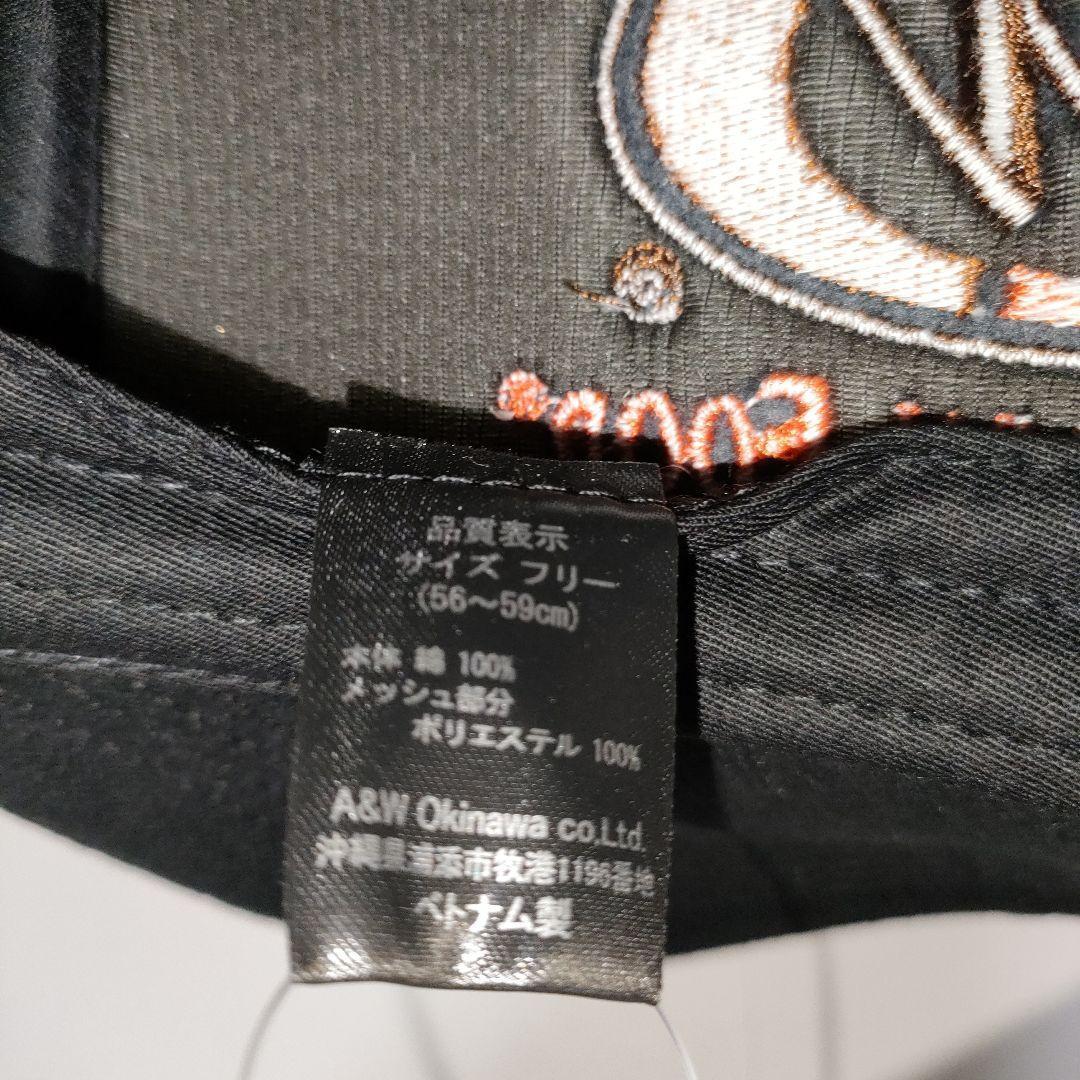 品質表示
サイズ フリー
(56～59cm)
本体 綿 100%
メッシュ部分
ポリエステル 100%
A&W Okinawa co.Ltd.
沖縄県浦添市牧港1196番地
ベトナム製